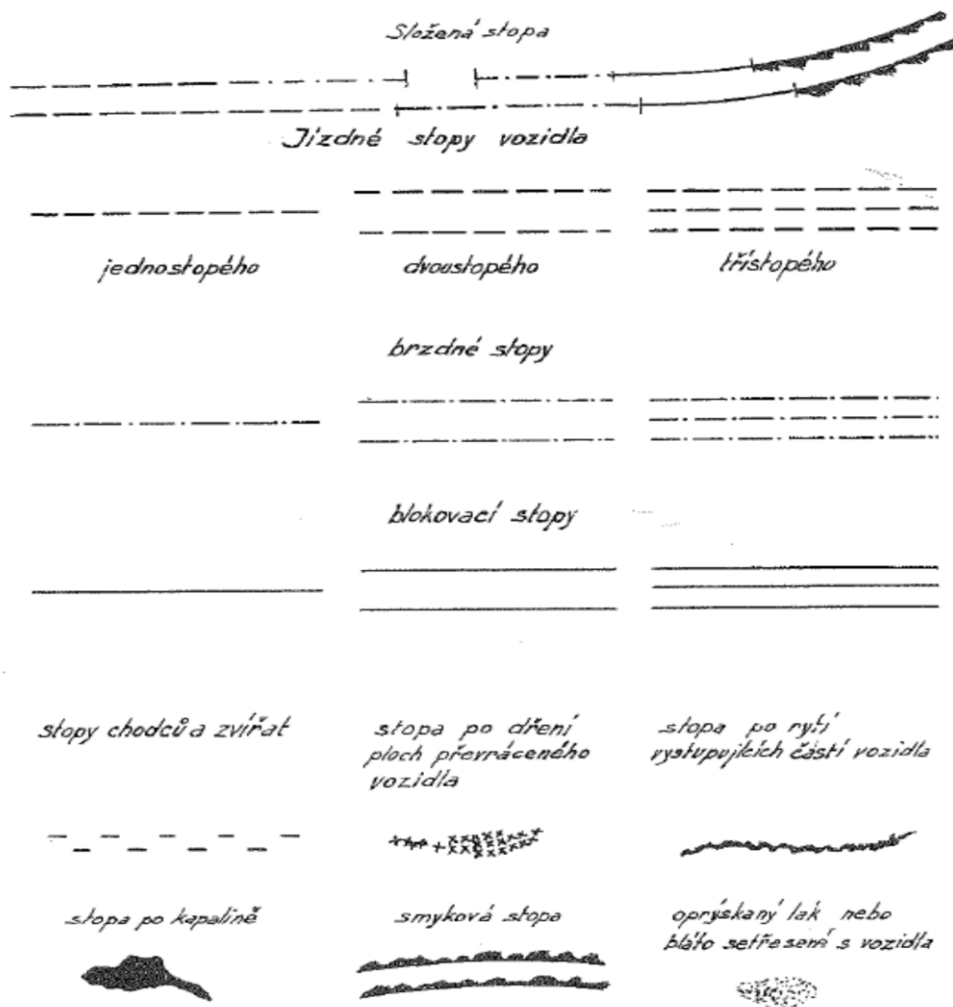 Složená stopa
Jízdné stopy vozidla
jednostopého
dvoustopého
třístopého
brzdné stopy
blokovací stopy
stopy chodců a zvířat
stopa po dření
ploch převráceného
vozidla
stopa po rytí
vystupujících částí vozidla
stopa po kapalině
smyková stopa
oprýskaný lak nebo
bláto setřesení s vozidla